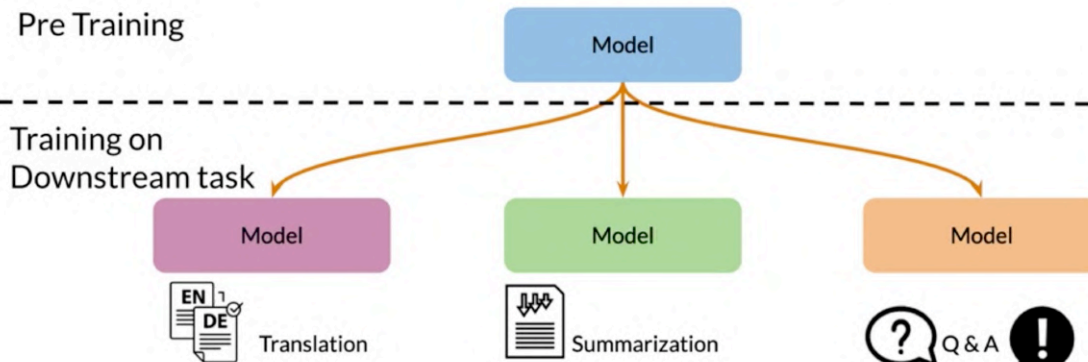 Pre Training
Model
Training on
Downstream task
Model
Model
Model
EN
DE
Translation
Summarization
?
Q & A
!